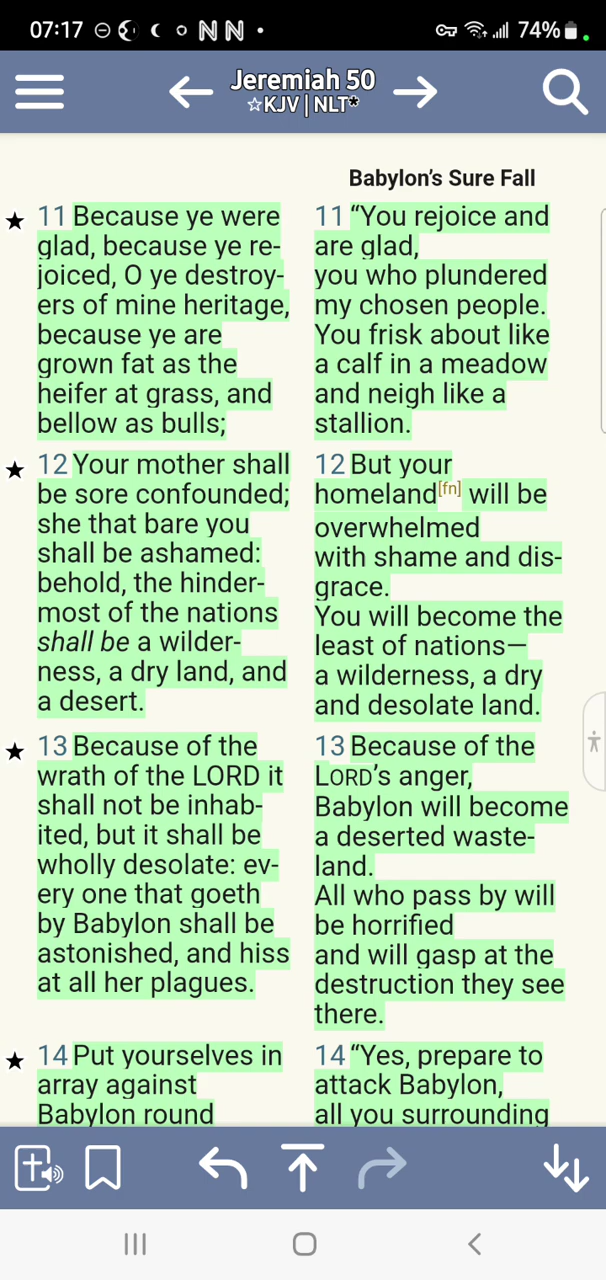 07:17
74%
Jeremiah 50
☆KJV | NLT*
Babylon's Sure Fall
11 Because ye were
glad, because ye re-
joiced, O ye destroy-
ers of mine heritage,
because ye are
grown fat as the
heifer at grass, and
bellow as bulls;
12 Your mother shall
be sore confounded;
she that bare you
shall be ashamed:
behold, the hinder-
most of the nations
shall be a wilder-
ness, a dry land, and
a desert.
13 Because of the
wrath of the LORD it
shall not be inhab-
ited, but it shall be
wholly desolate: ev-
ery one that goeth
by Babylon shall be
astonished, and hiss
at all her plagues.
14 Put yourselves in
array against
Babylon round
11 “You rejoice and
are glad,
you who plundered
my chosen people.
You frisk about like
a calf in a meadow
and neigh like a
stallion.
12 But your
homeland[fn] will be
overwhelmed
with shame and dis-
grace.
You will become the
least of nations—
a wilderness, a dry
and desolate land.
13 Because of the
LORD’s anger,
Babylon will become
a deserted waste-
land.
All who pass by will
be horrified
and will gasp at the
destruction they see
there.
14 “Yes, prepare to
attack Babylon,
all you surrounding